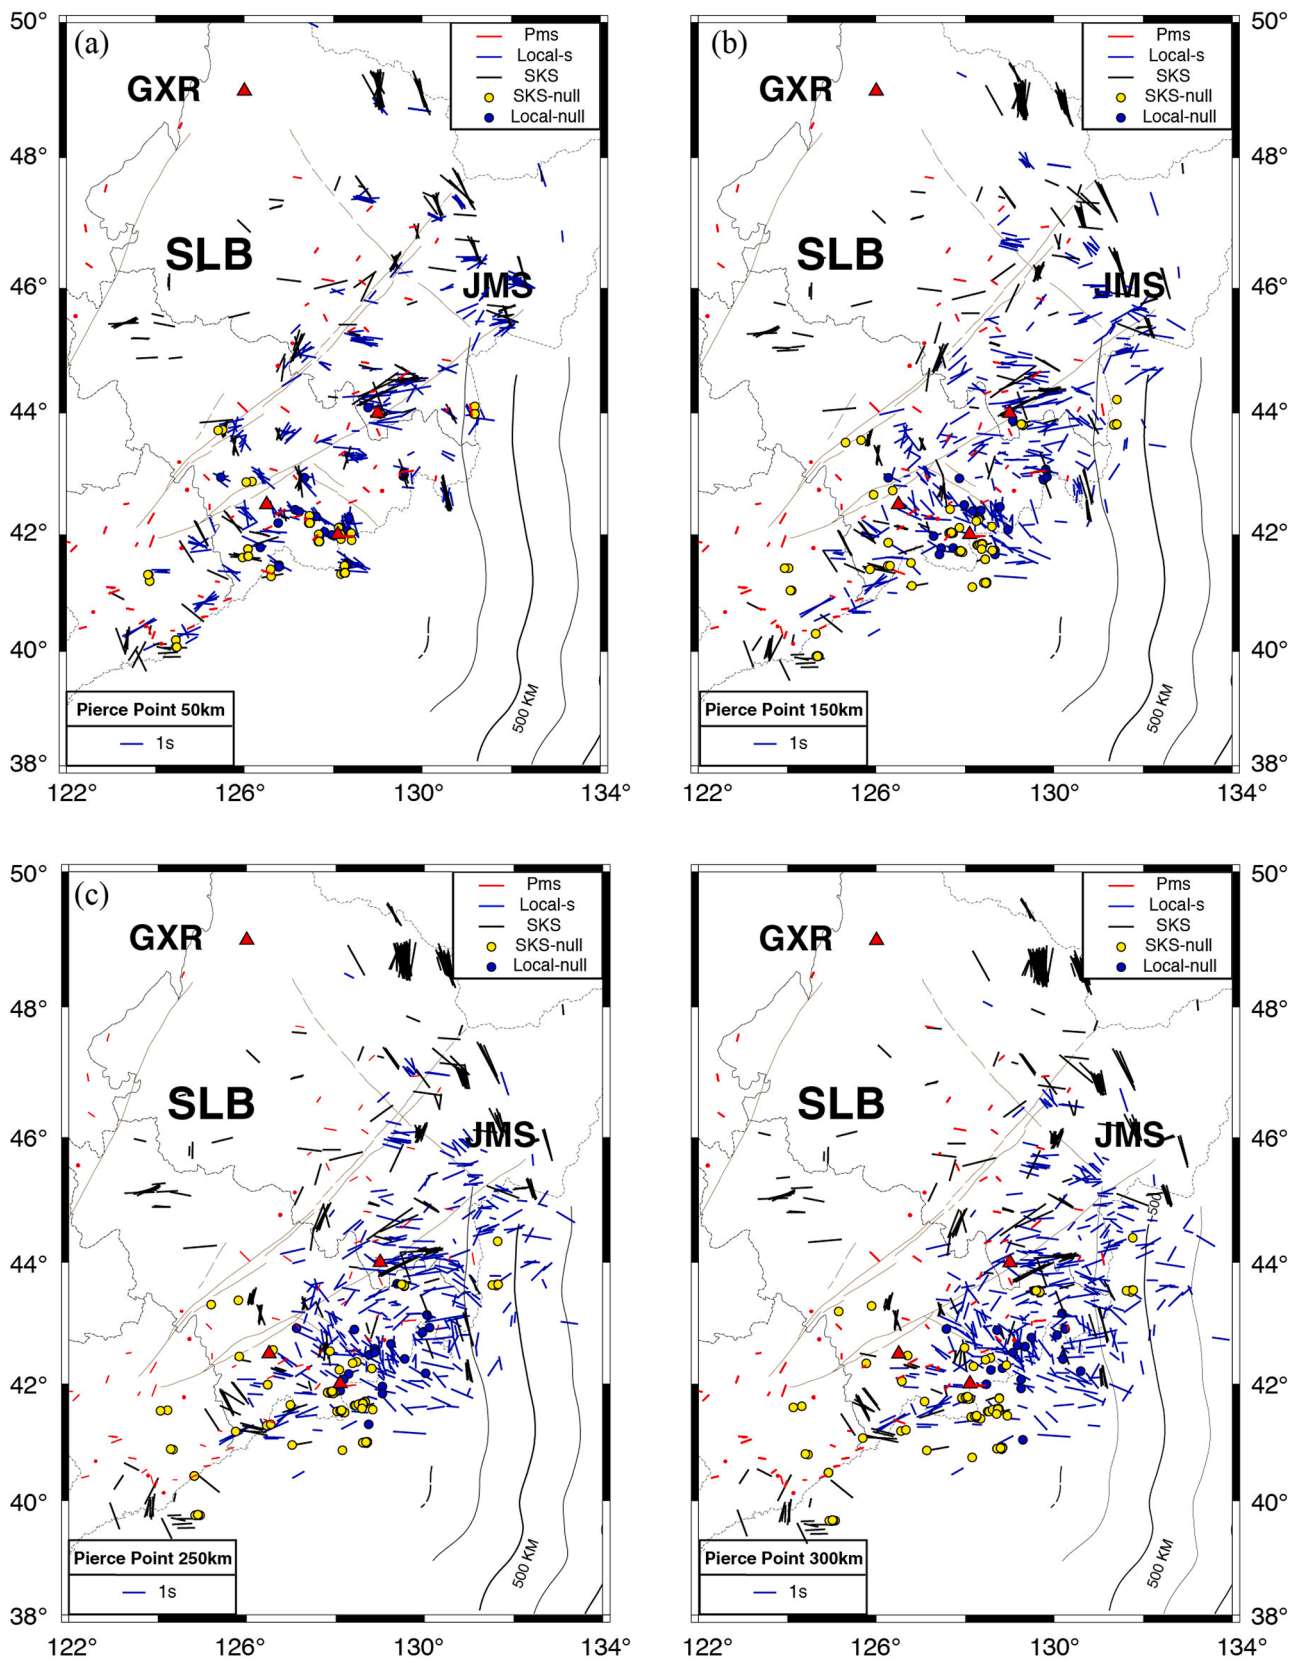 (a)
GXR
SLB
JMS
Pms
Local-s
SKS
SKS-null
Local-null
500 KM
Pierce Point 50km
1s
50°
48°
46°
44°
42°
40°
38°
122°
126°
130°
134°
(b)
GXR
SLB
JMS
Pms
Local-s
SKS
SKS-null
Local-null
500 KM
Pierce Point 150km
1s
50°
48°
46°
44°
42°
40°
38°
122°
126°
130°
134°
(c)
GXR
SLB
JMS
Pms
Local-s
SKS
SKS-null
Local-null
500 KM
Pierce Point 250km
1s
50°
48°
46°
44°
42°
40°
38°
122°
126°
130°
134°
GXR
SLB
JMS
Pms
Local-s
SKS
SKS-null
Local-null
500 KM
Pierce Point 300km
1s
50°
48°
46°
44°
42°
40°
38°
122°
126°
130°
134°